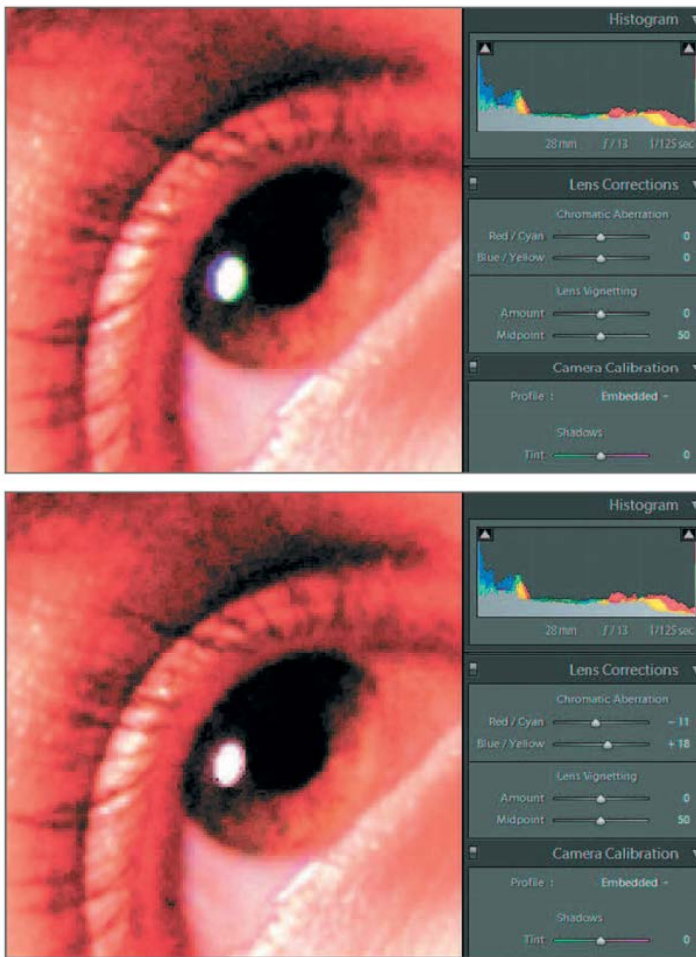 Histogram
28 mm ƒ / 13 1/125 sec
Lens Corrections
Chromatic Aberration
Red / Cyan 0
Blue / Yellow 0
Lens Vignetting
Amount 0
Midpoint 50
Camera Calibration
Profile : Embedded
Shadows
Tint 0
Histogram
28 mm ƒ / 13 1/125 sec
Lens Corrections
Chromatic Aberration
Red / Cyan - 11
Blue / Yellow + 18
Lens Vignetting
Amount 0
Midpoint 50
Camera Calibration
Profile : Embedded
Shadows
Tint 0